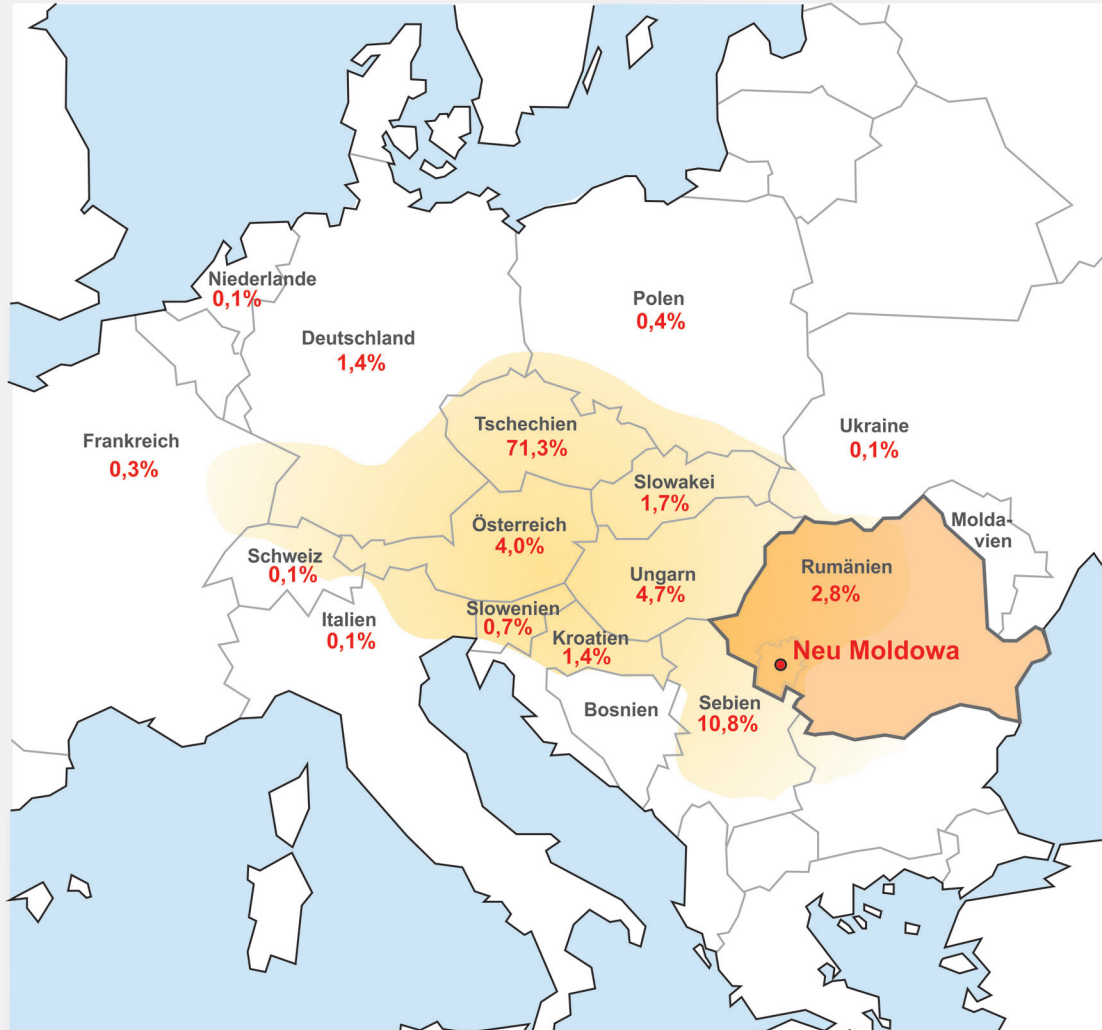 Niederlande
0,1%
Polen
0,4%
Deutschland
1,4%
Tschechien
71,3%
Ukraine
0,1%
Frankreich
0,3%
Slowakei
1,7%
Österreich
4,0%
Molda-
vien
Schweiz
0,1%
Ungarn
4,7%
Rumänien
2,8%
Italien
0,1%
Slowenien
0,7%
Kroatien
1,4%
Neu Moldowa
Bosnien
Sebien
10,8%